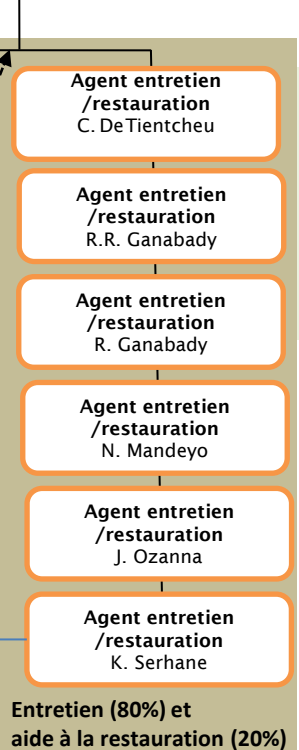 Agent entretien
/restauration
C. DeTientcheu
Agent entretien
/restauration
R.R. Ganabady
Agent entretien
/restauration
R. Ganabady
Agent entretien
/restauration
N. Mandeyo
Agent entretien
/restauration
J. Ozanna
Agent entretien
/restauration
K. Serhane
Entretien (80%) et
aide à la restauration (20%)